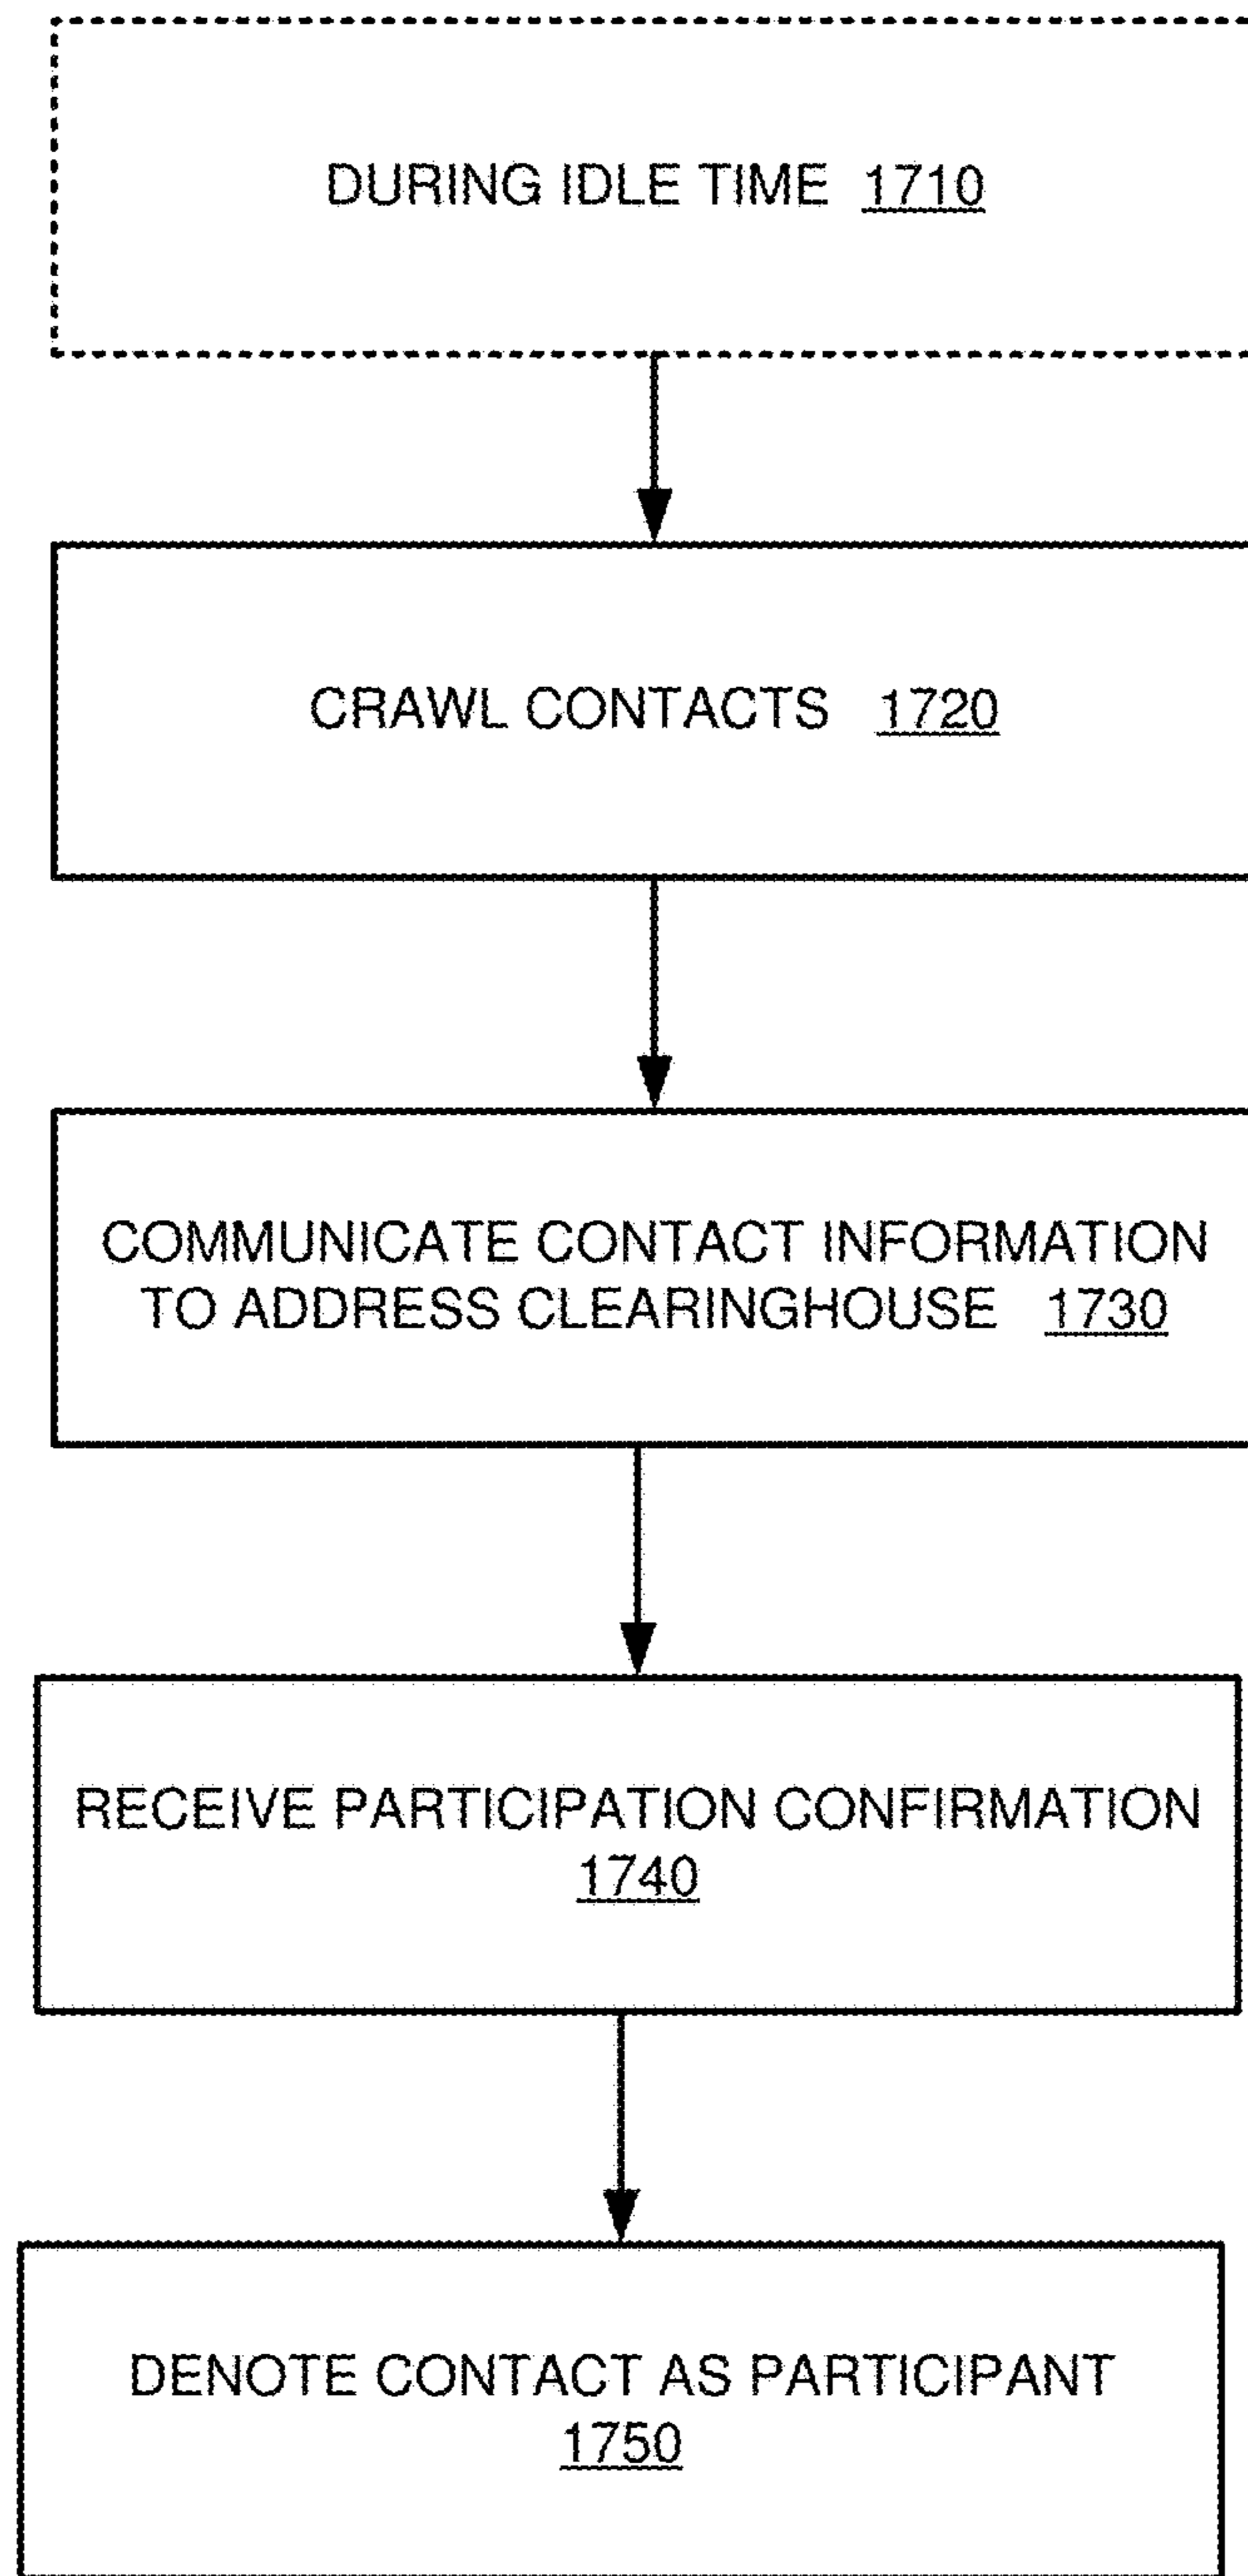 DURING IDLE TIME 1710
CRAWL CONTACTS 1720
COMMUNICATE CONTACT INFORMATION
TO ADDRESS CLEARINGHOUSE 1730
RECEIVE PARTICIPATION CONFIRMATION
1740
DENOTE CONTACT AS PARTICIPANT
1750